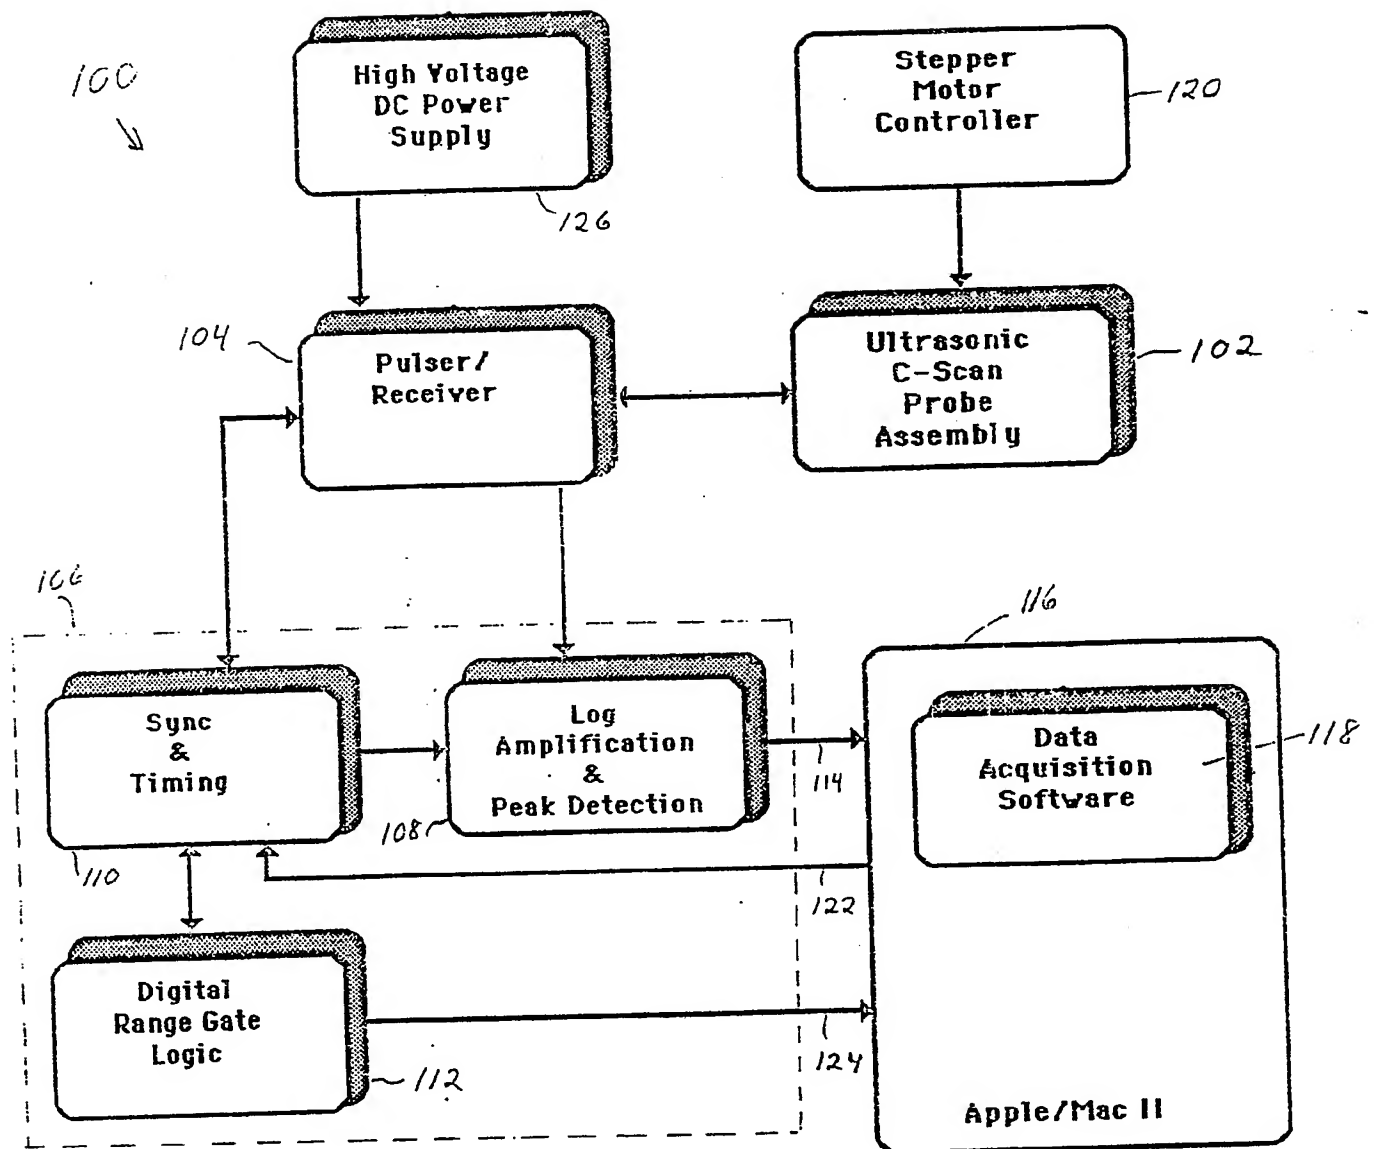 100
High Voltage
DC Power
Supply
126
Stepper
Motor
Controller
120
104
Pulser/
Receiver
Ultrasonic
C-Scan
Probe
Assembly
102
106
116
Sync
&
Timing
110
Log
Amplification
&
Peak Detection
108
114
Data
Acquisition
Software
118
122
Digital
Range Gate
Logic
112
124
Apple/Mac II